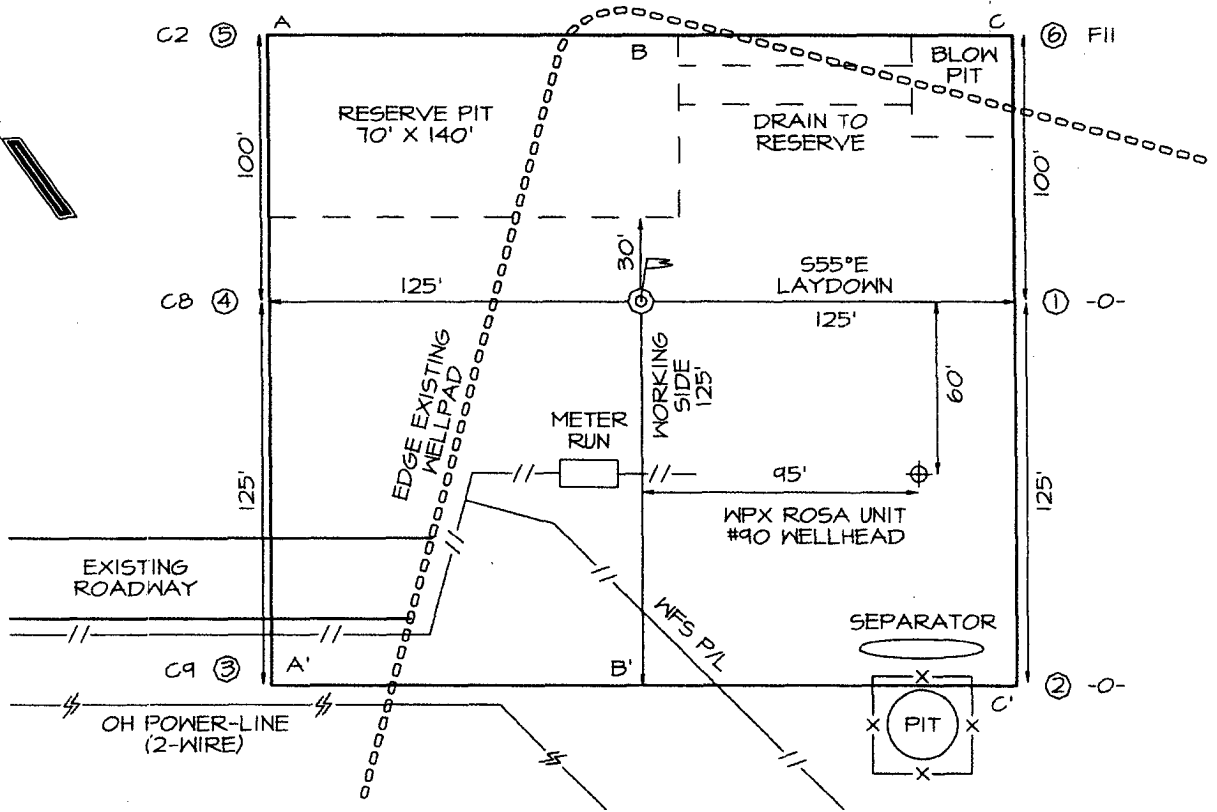 A
C
C2 ⑤
⑥ F11
B
BLOW
PIT
RESERVE PIT
70' X 140'
DRAIN TO
RESERVE
100'
100'
30'
S55°E
LAYDOWN
125'
125'
C8 ④
① -0-
EDGE EXISTING
WELLPAD
WORKING
SIDE
125'
60'
METER
RUN
95'
125'
125'
WPX ROSA UNIT
#90 WELLHEAD
EXISTING
ROADWAY
WFS P/L
SEPARATOR
C9 ③
A'
B'
C'
② -0-
OH POWER-LINE
(2-WIRE)
PIT